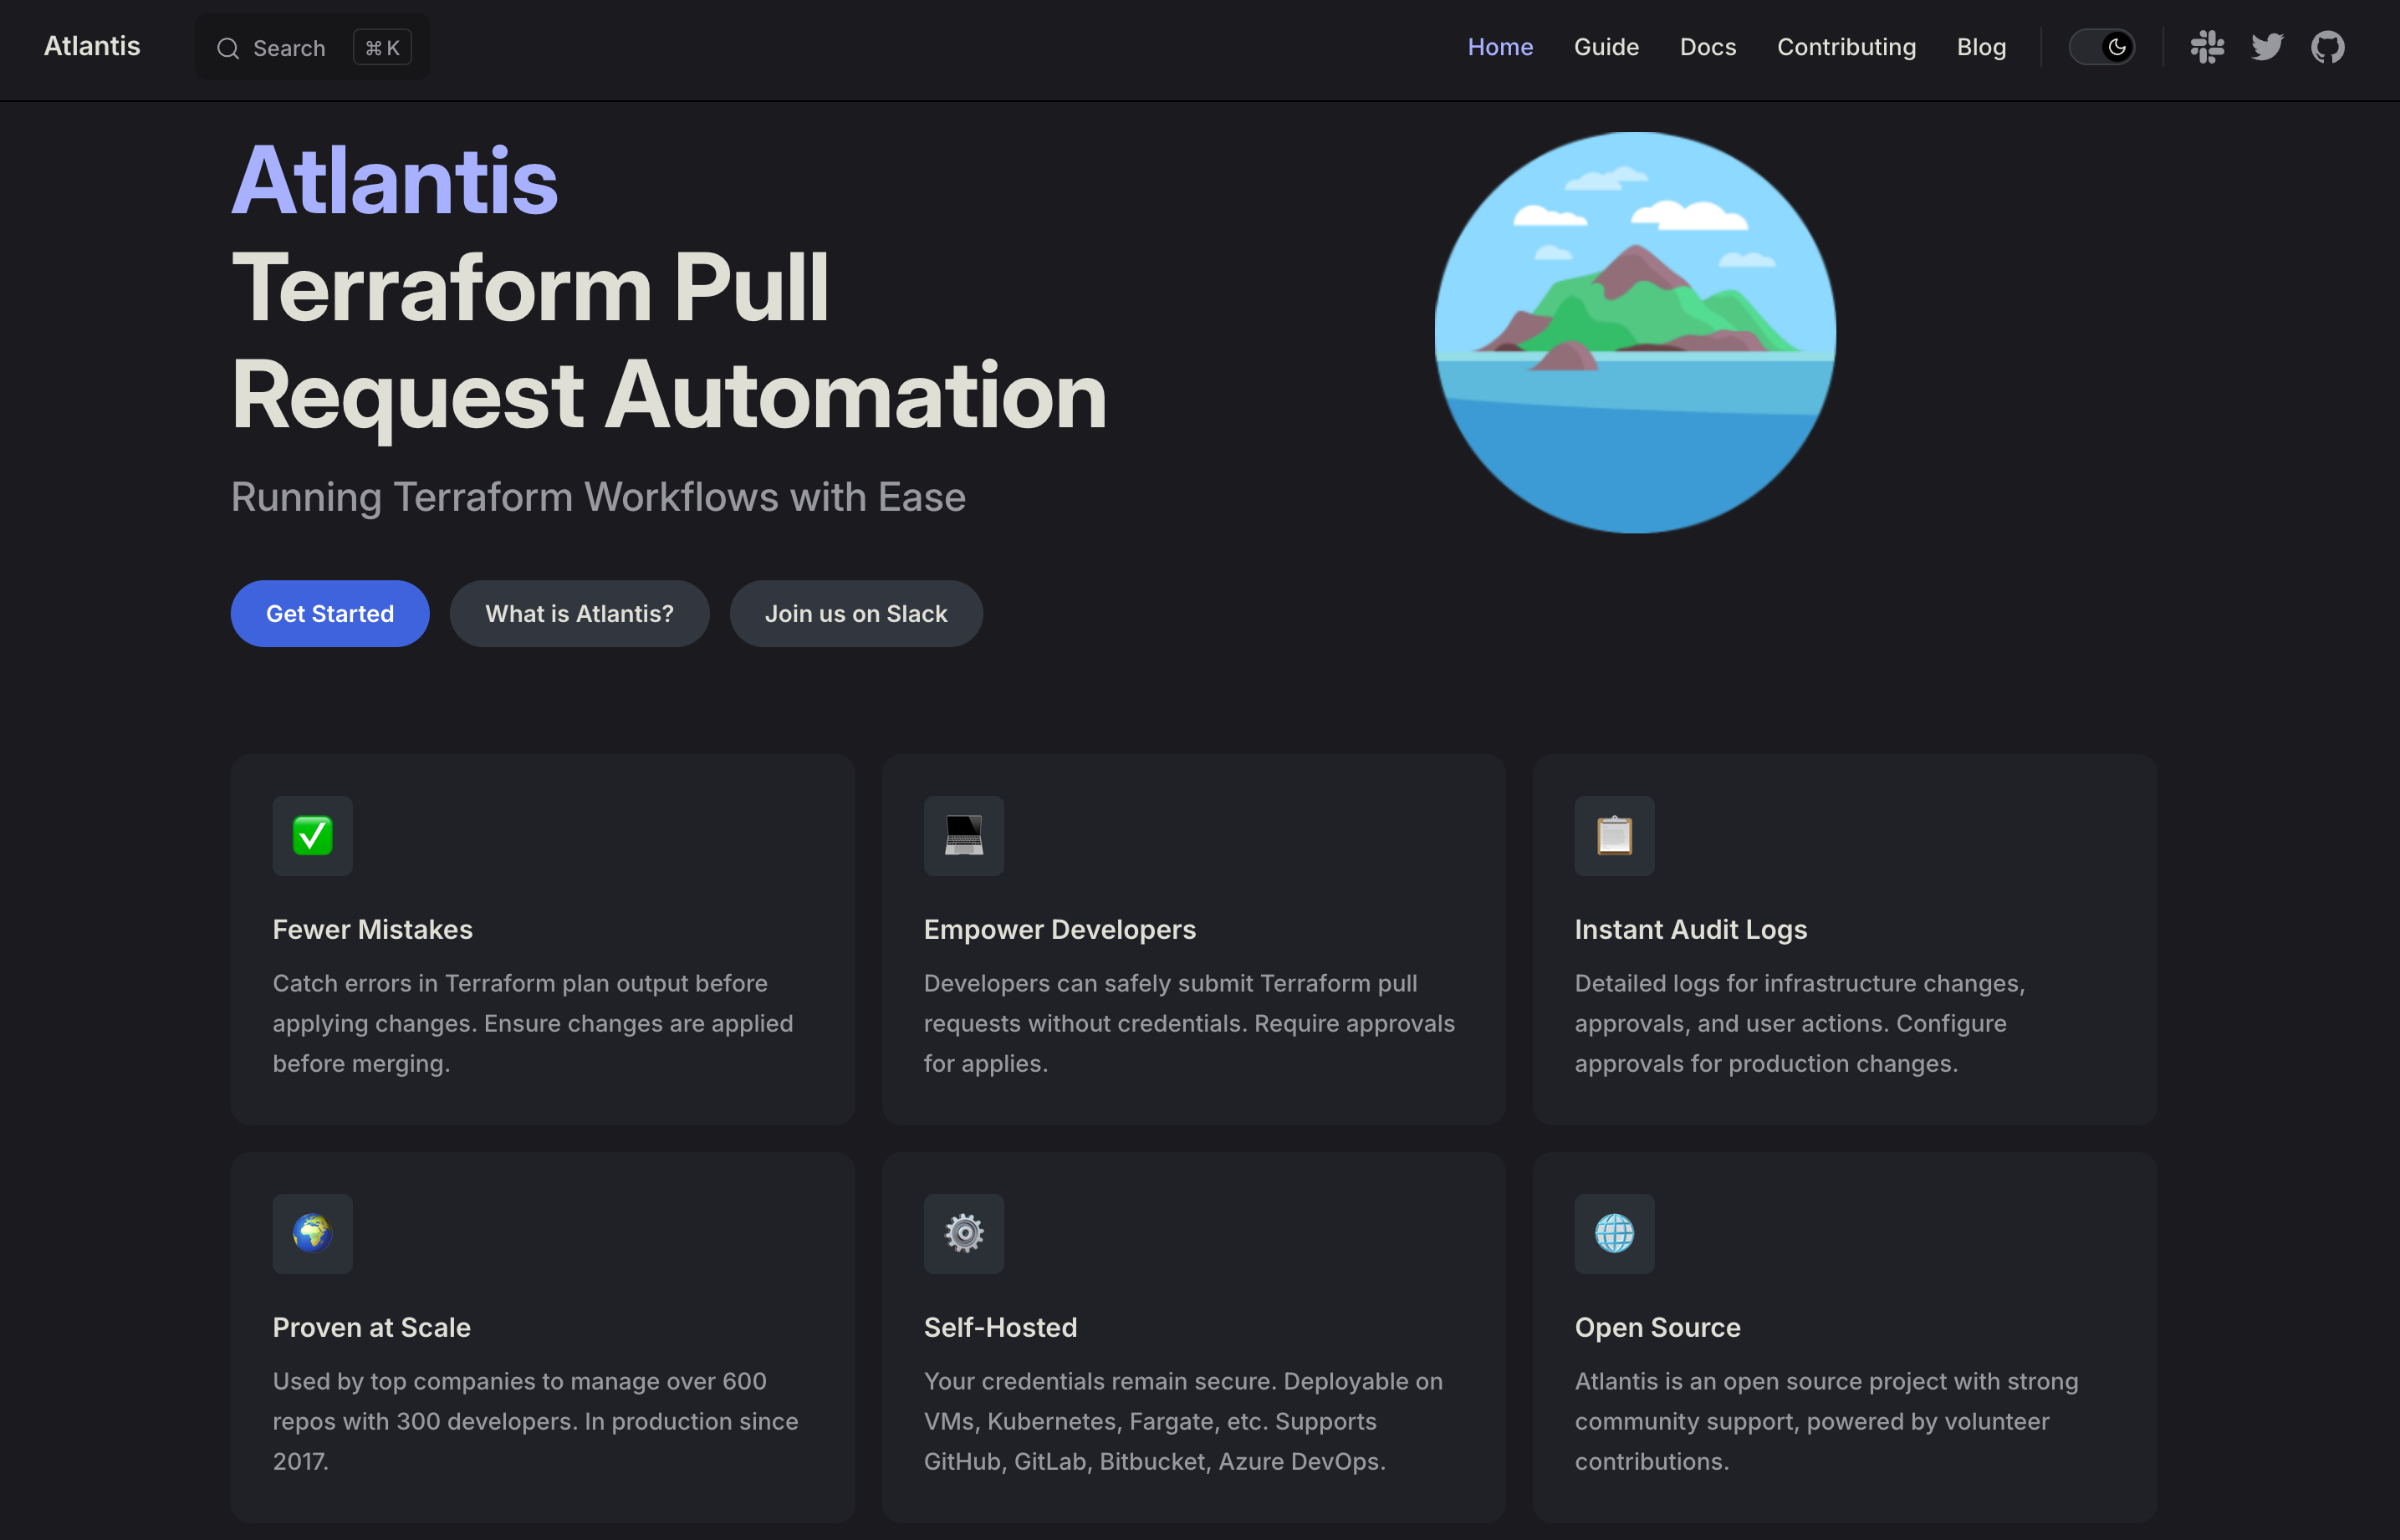 Atlantis
Search
⌘ K
Home
Guide
Docs
Contributing
Blog
Atlantis
Terraform Pull
Request Automation
Running Terraform Workflows with Ease
Get Started
What is Atlantis?
Join us on Slack
Fewer Mistakes
Catch errors in Terraform plan output before
applying changes. Ensure changes are applied
before merging.
Empower Developers
Developers can safely submit Terraform pull
requests without credentials. Require approvals
for applies.
Instant Audit Logs
Detailed logs for infrastructure changes,
approvals, and user actions. Configure
approvals for production changes.
Proven at Scale
Used by top companies to manage over 600
repos with 300 developers. In production since
2017.
Self-Hosted
Your credentials remain secure. Deployable on
VMs, Kubernetes, Fargate, etc. Supports
GitHub, GitLab, Bitbucket, Azure DevOps.
Open Source
Atlantis is an open source project with strong
community support, powered by volunteer
contributions.